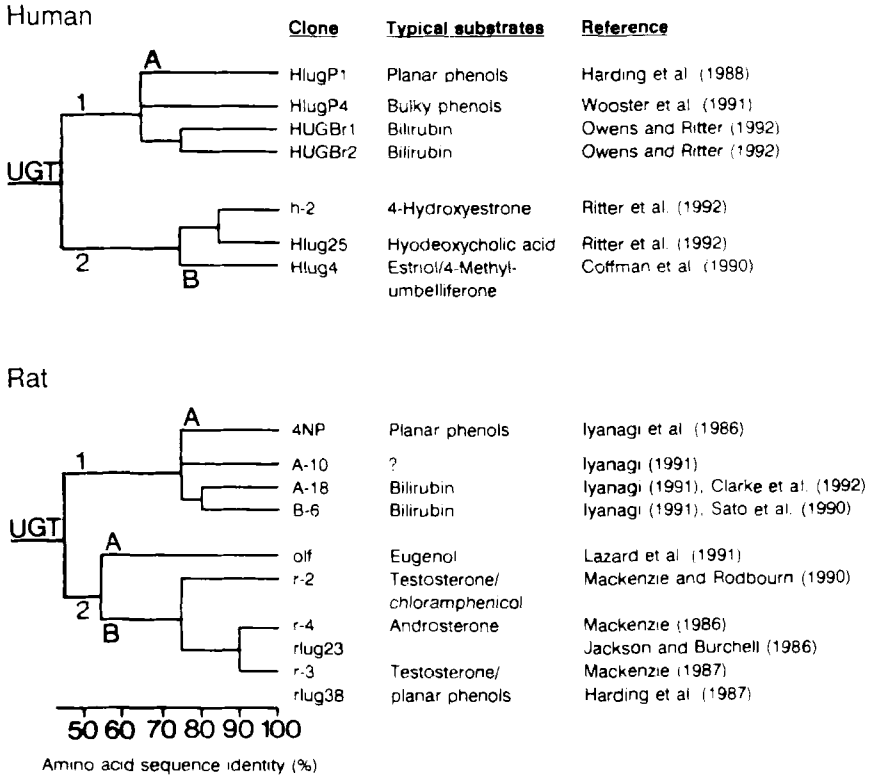 Human
Clone Typical substrates Reference
A
HlugP1 Planar phenols Harding et al (1988)
1
HlugP4 Bulky phenols Wooster et al (1991)
HUGBr1 Bilirubin Owens and Ritter (1992)
HUGBr2 Bilirubin Owens and Ritter (1992)
UGT
h-2 4-Hydroxyestrone Ritter et al. (1992)
Hlug25 Hyodeoxycholic acid Ritter et al. (1992)
2
Hlug4 Estriol/4-Methyl- Coffman et al (1990)
B
umbelliferone
Rat
A
4NP Planar phenols Iyanagi et al (1986)
1
A-10 ? Iyanagi (1991)
A-18 Bilirubin Iyanagi (1991), Clarke et al. (1992)
B-6 Bilirubin Iyanagi (1991), Sato et al. (1990)
UGT
A
olf Eugenol Lazard et al (1991)
r-2 Testosterone/ Mackenzie and Rodbourn (1990)
chloramphenicol
2
B
r-4 Androsterone Mackenzie (1986)
rlug23 Jackson and Burchell (1986)
r-3 Testosterone/ Mackenzie (1987)
rlug38 planar phenols Harding et al (1987)
50 60 70 80 90 100
Amino acid sequence identity (%)